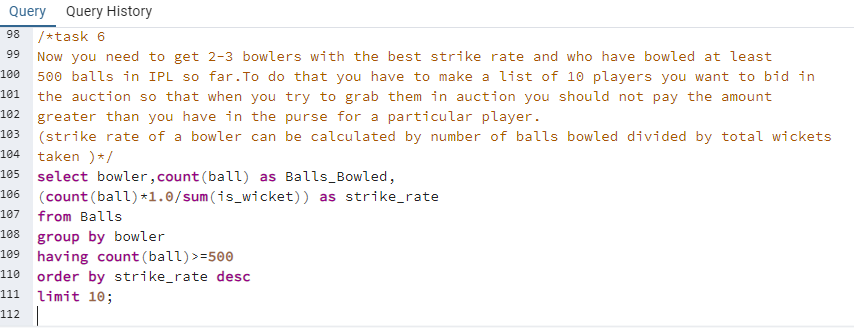 Query Query History
98 /*task 6
99 Now you need to get 2-3 bowlers with the best strike rate and who have bowled at least
100 500 balls in IPL so far.To do that you have to make a list of 10 players you want to bid in
101 the auction so that when you try to grab them in auction you should not pay the amount
102 greater than you have in the purse for a particular player.
103 (strike rate of a bowler can be calculated by number of balls bowled divided by total wickets
104 taken )*/
105 select bowler,count(ball) as Balls_Bowled,
106 (count(ball)*1.0/sum(is_wicket)) as strike_rate
107 from Balls
108 group by bowler
109 having count(ball)>=500
110 order by strike_rate desc
111 limit 10;
112